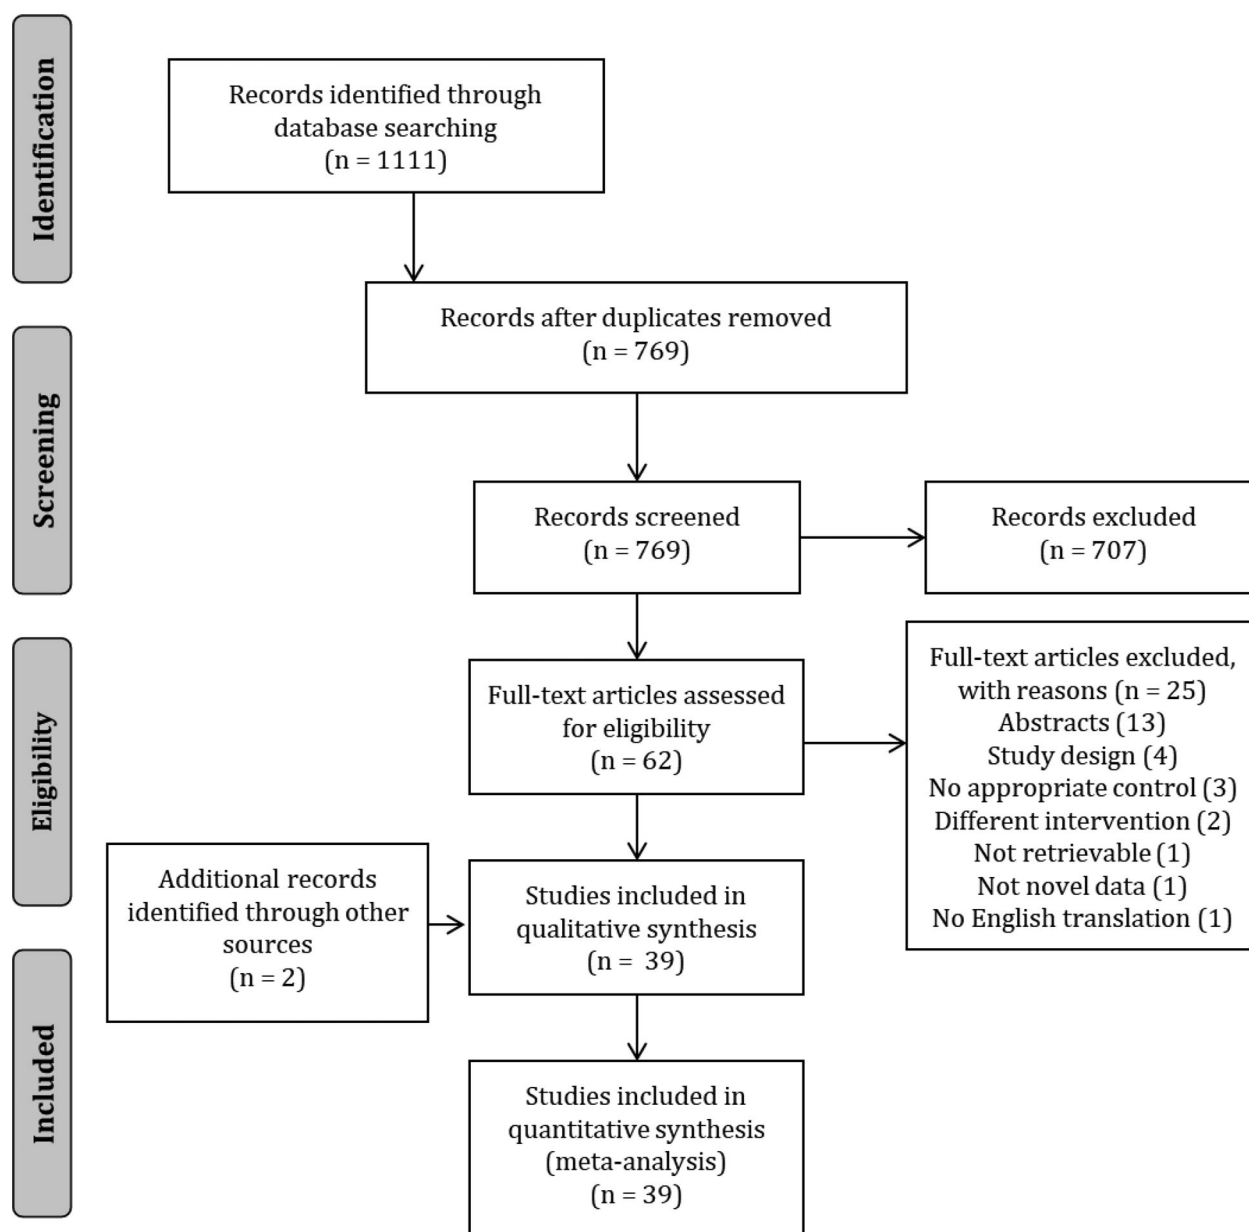 Identification
Records identified through
database searching
(n = 1111)
Records after duplicates removed
(n = 769)
Screening
Records screened
(n = 769)
Records excluded
(n = 707)
Eligibility
Full-text articles assessed
for eligibility
(n = 62)
Full-text articles excluded,
with reasons (n = 25)
Abstracts (13)
Study design (4)
No appropriate control (3)
Different intervention (2)
Not retrievable (1)
Not novel data (1)
No English translation (1)
Additional records
identified through other
sources
(n = 2)
Studies included in
qualitative synthesis
(n = 39)
Included
Studies included in
quantitative synthesis
(meta-analysis)
(n = 39)